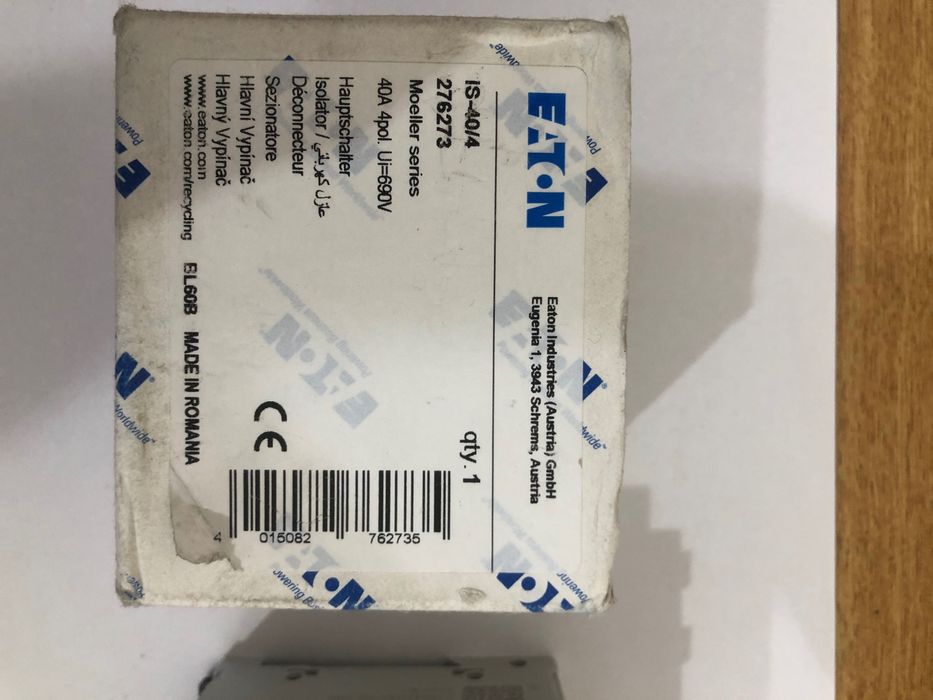 EATON
Eaton Industries (Austria) GmbH
Eugenia 1, 3943 Schrems, Austria
IS-40/4
qty. 1
276273
Moeller series
40A 4pol. Ui=690V
Hauptschalter
Isolator / عازل كهربائي
Déconnecteur
Sezionatore
Hlavní Vypínač
Hlavný Vypínač
www.eaton.com
www.eaton.com/recycling BL60B MADE IN ROMANIA
CE
4 015082 762735